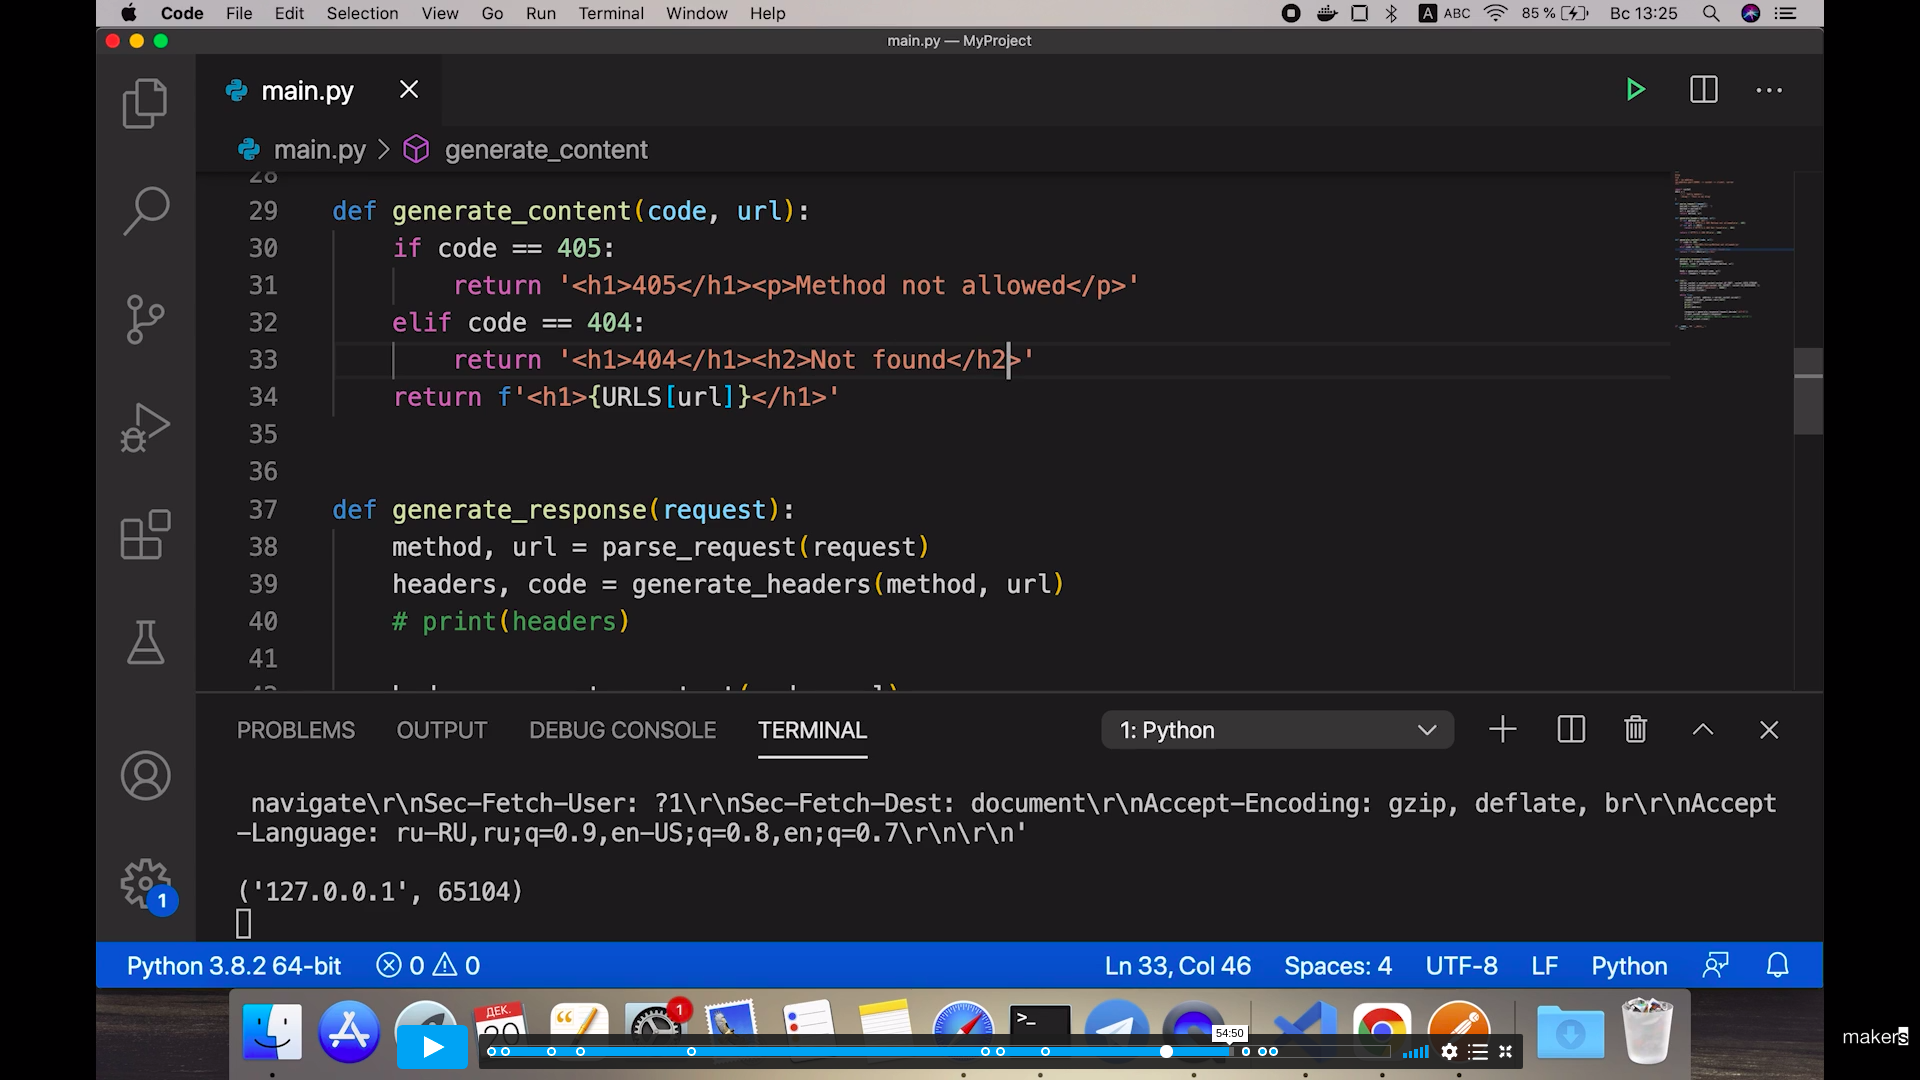 Code File Edit Selection View Go Run Terminal Window Help A ABC 85 % Вс 13:25
main.py — MyProject
main.py
main.py > generate_content
28
29 def generate_content(code, url):
30 if code == 405:
31 return '<h1>405</h1><p>Method not allowed</p>'
32 elif code == 404:
33 return '<h1>404</h1><h2>Not found</h2>'
34 return f'<h1>{URLS[url]}</h1>'
35
36
37 def generate_response(request):
38 method, url = parse_request(request)
39 headers, code = generate_headers(method, url)
40 # print(headers)
41
PROBLEMS OUTPUT DEBUG CONSOLE TERMINAL 1: Python
navigate\r\nSec-Fetch-User: ?1\r\nSec-Fetch-Dest: document\r\nAccept-Encoding: gzip, deflate, br\r\nAccept
-Language: ru-RU,ru;q=0.9,en-US;q=0.8,en;q=0.7\r\n\r\n'
('127.0.0.1', 65104)
1
Python 3.8.2 64-bit 0 0 Ln 33, Col 46 Spaces: 4 UTF-8 LF Python
ДЕК.
1
>_
54:50
makers